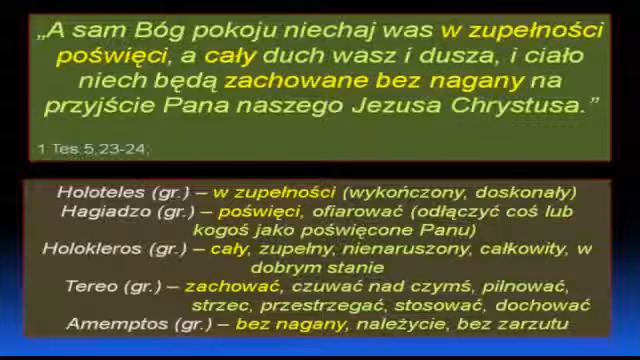 „A sam Bóg pokoju niechaj was w zupełności
poświęci, a cały duch wasz i dusza, i ciało
niech będą zachowane bez nagany na
przyjście Pana naszego Jezusa Chrystusa.”
1 Tes.5,23-24;
Holoteles (gr.) – w zupełności (wykończony, doskonały)
Hagiadzo (gr.) – poświęci, ofiarować (odłączyć coś lub
kogoś jako poświęcone Panu)
Holokleros (gr.) – cały, zupełny, nienaruszony, całkowity, w
dobrym stanie
Tereo (gr.) – zachować, czuwać nad czymś, pilnować,
strzec, przestrzegać, stosować, dochować
Amemptos (gr.) – bez nagany, należycie, bez zarzutu